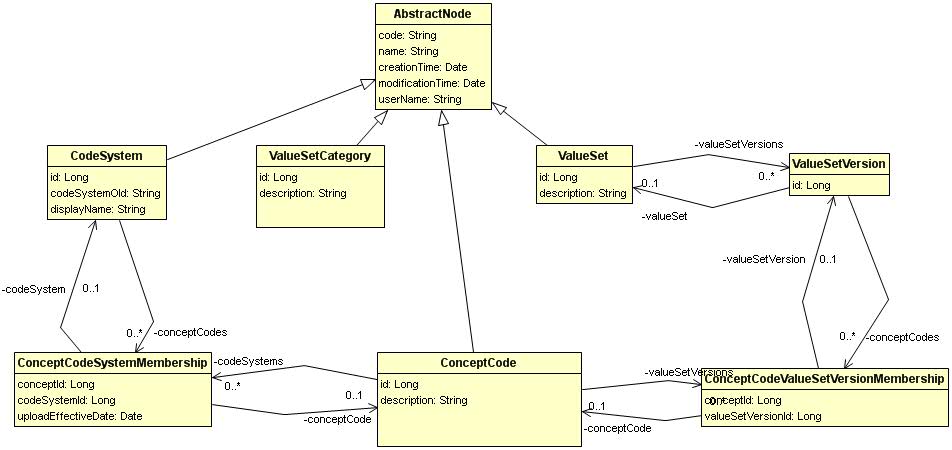 AbstractNode
code: String
name: String
creationTime: Date
modificationTime: Date
userName: String
CodeSystem
id: Long
codeSystemOId: String
displayName: String
ValueSetCategory
id: Long
description: String
ValueSet
id: Long
description: String
-valueSetVersions
0..*
0..1
-valueSet
ValueSetVersion
id: Long
-codeSystem
0..1
0..*
-conceptCodes
-valueSetVersion
0..1
0..*
-conceptCodes
ConceptCodeSystemMembership
conceptId: Long
codeSystemId: Long
uploadEffectiveDate: Date
-codeSystems
0..*
0..1
-conceptCode
ConceptCode
id: Long
description: String
-valueSetVersions
0..*
0..1
-conceptCode
ConceptCodeValueSetVersionMembership
conceptId: Long
valueSetVersionId: Long